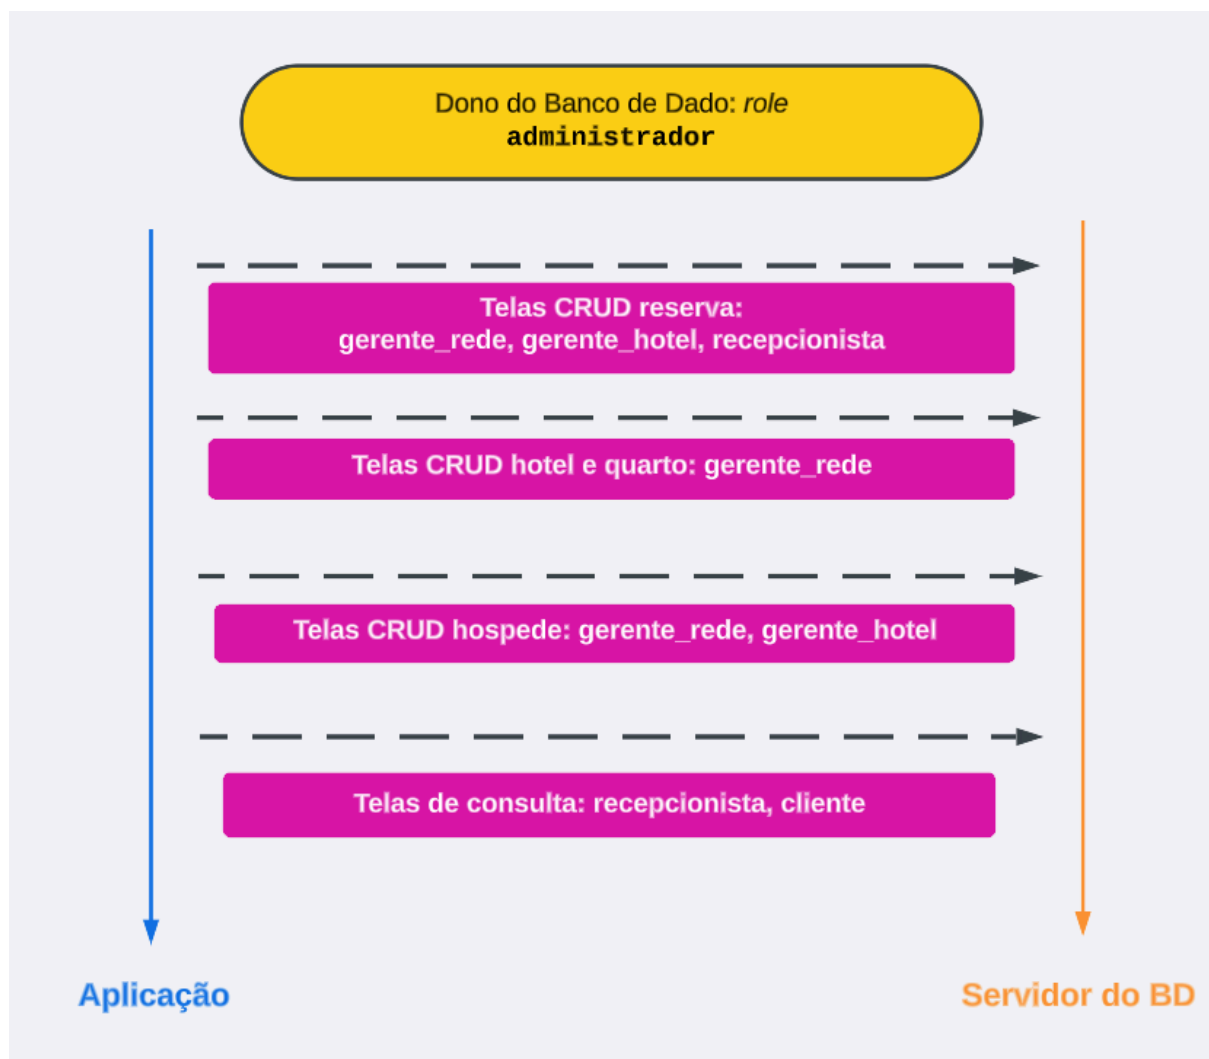 Dono do Banco de Dado: role
administrador
Telas CRUD reserva:
gerente_rede, gerente_hotel, recepcionista
Telas CRUD hotel e quarto: gerente_rede
Telas CRUD hospede: gerente_rede, gerente_hotel
Telas de consulta: recepcionista, cliente
Aplicação
Servidor do BD